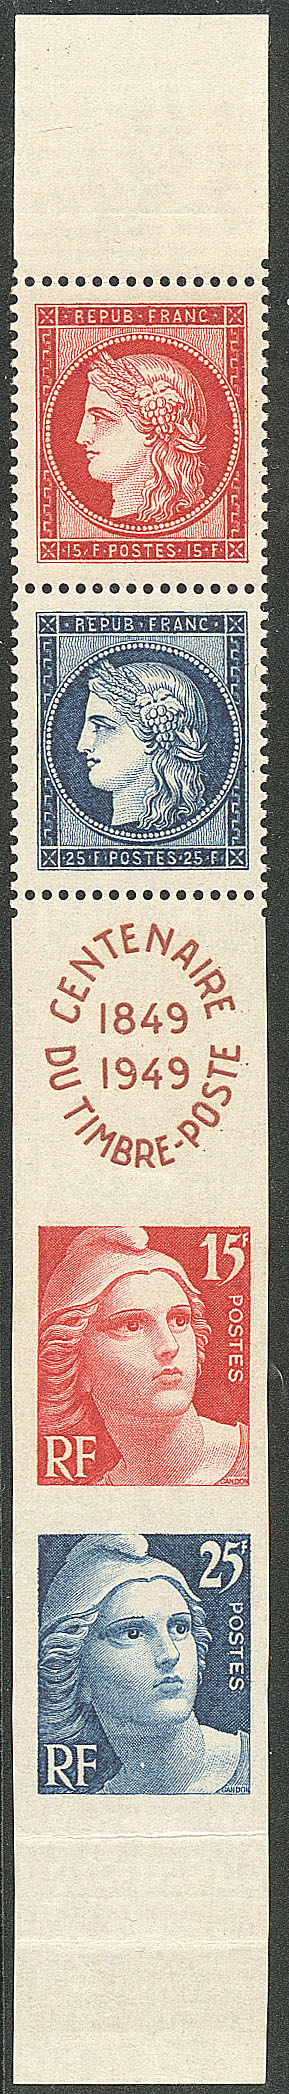 · REPUB · FRANC ·
15 · F · POSTES · 15 · F ·
· REPUB · FRANC ·
25 · F · POSTES · 25 · F ·
CENTENAIRE
1849
1949
DU TIMBRE-POSTE
15F
POSTES
RF
GANDON
25F
POSTES
RF
GANDON